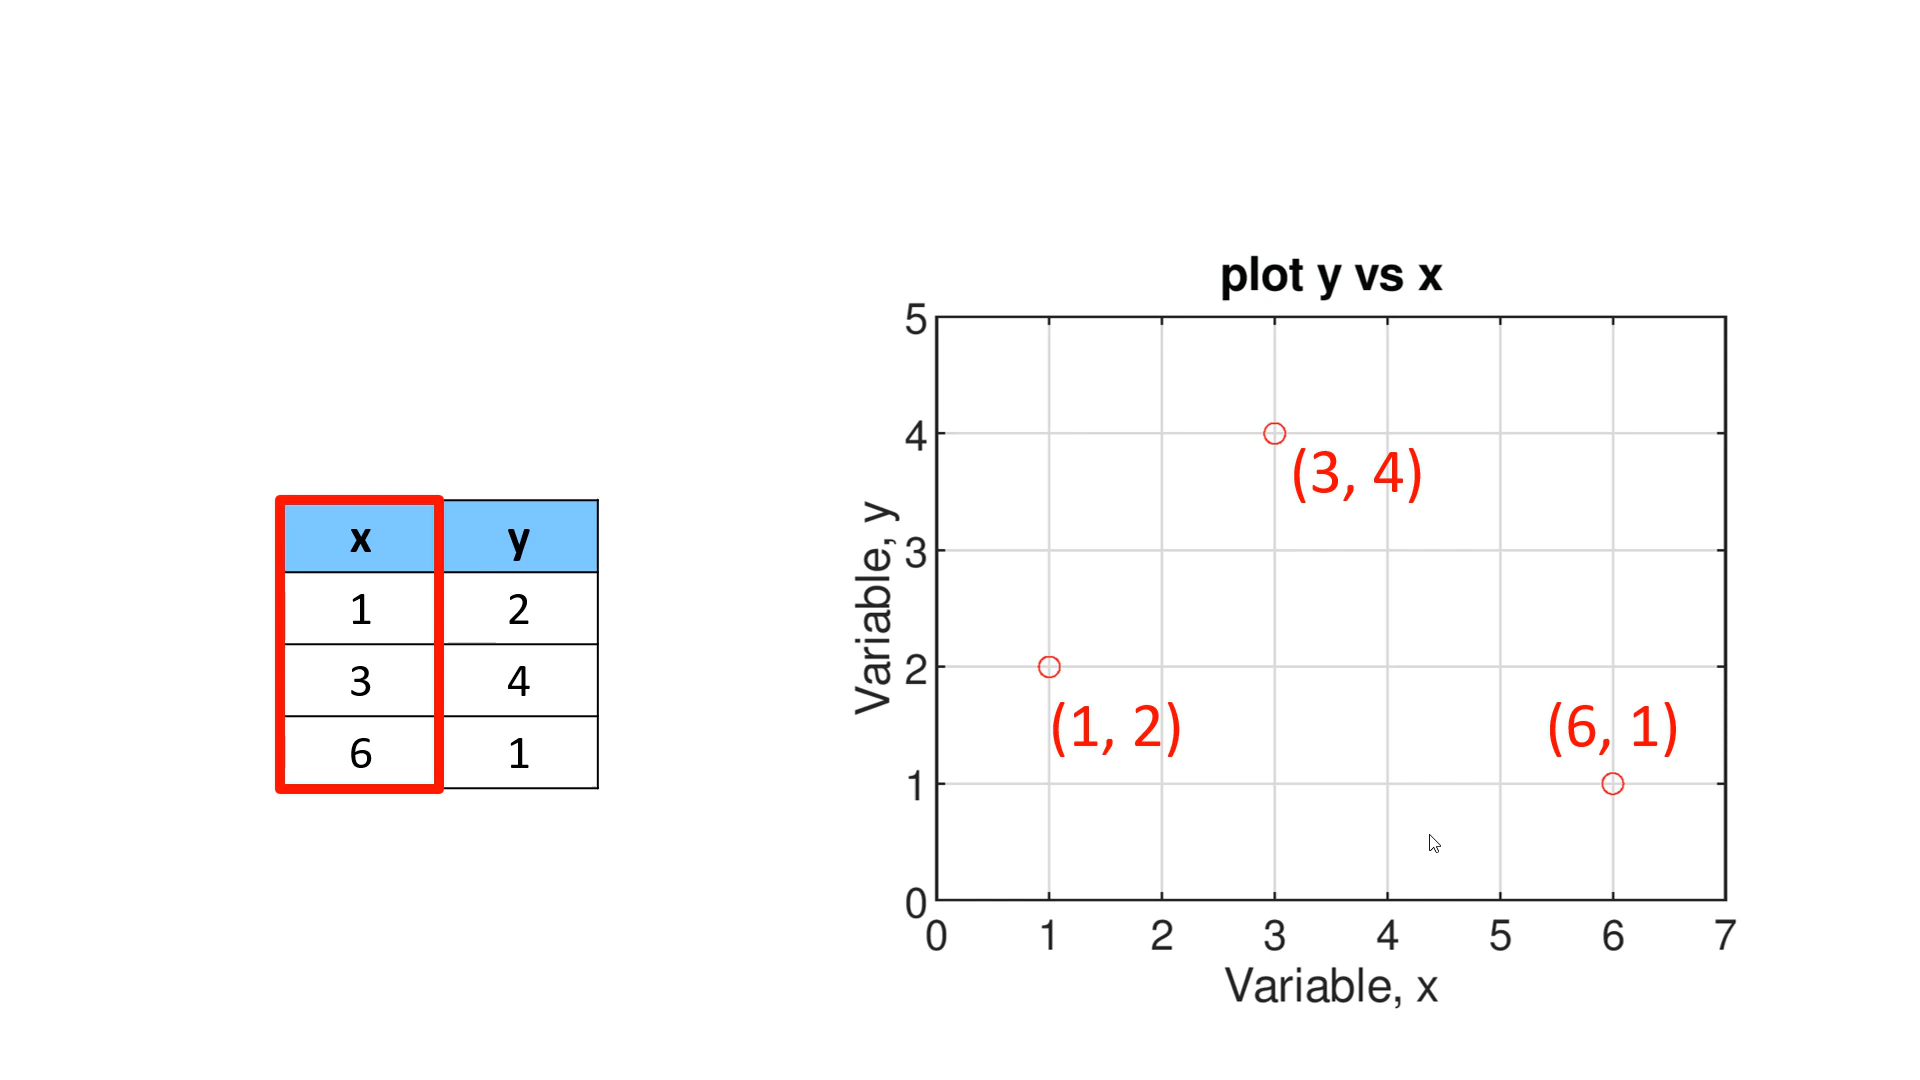 x y
1 2
3 4
6 1
plot y vs x
5
4
3
2
1
0
Variable, y
(3, 4)
(1, 2)
(6, 1)
0 1 2 3 4 5 6 7
Variable, x